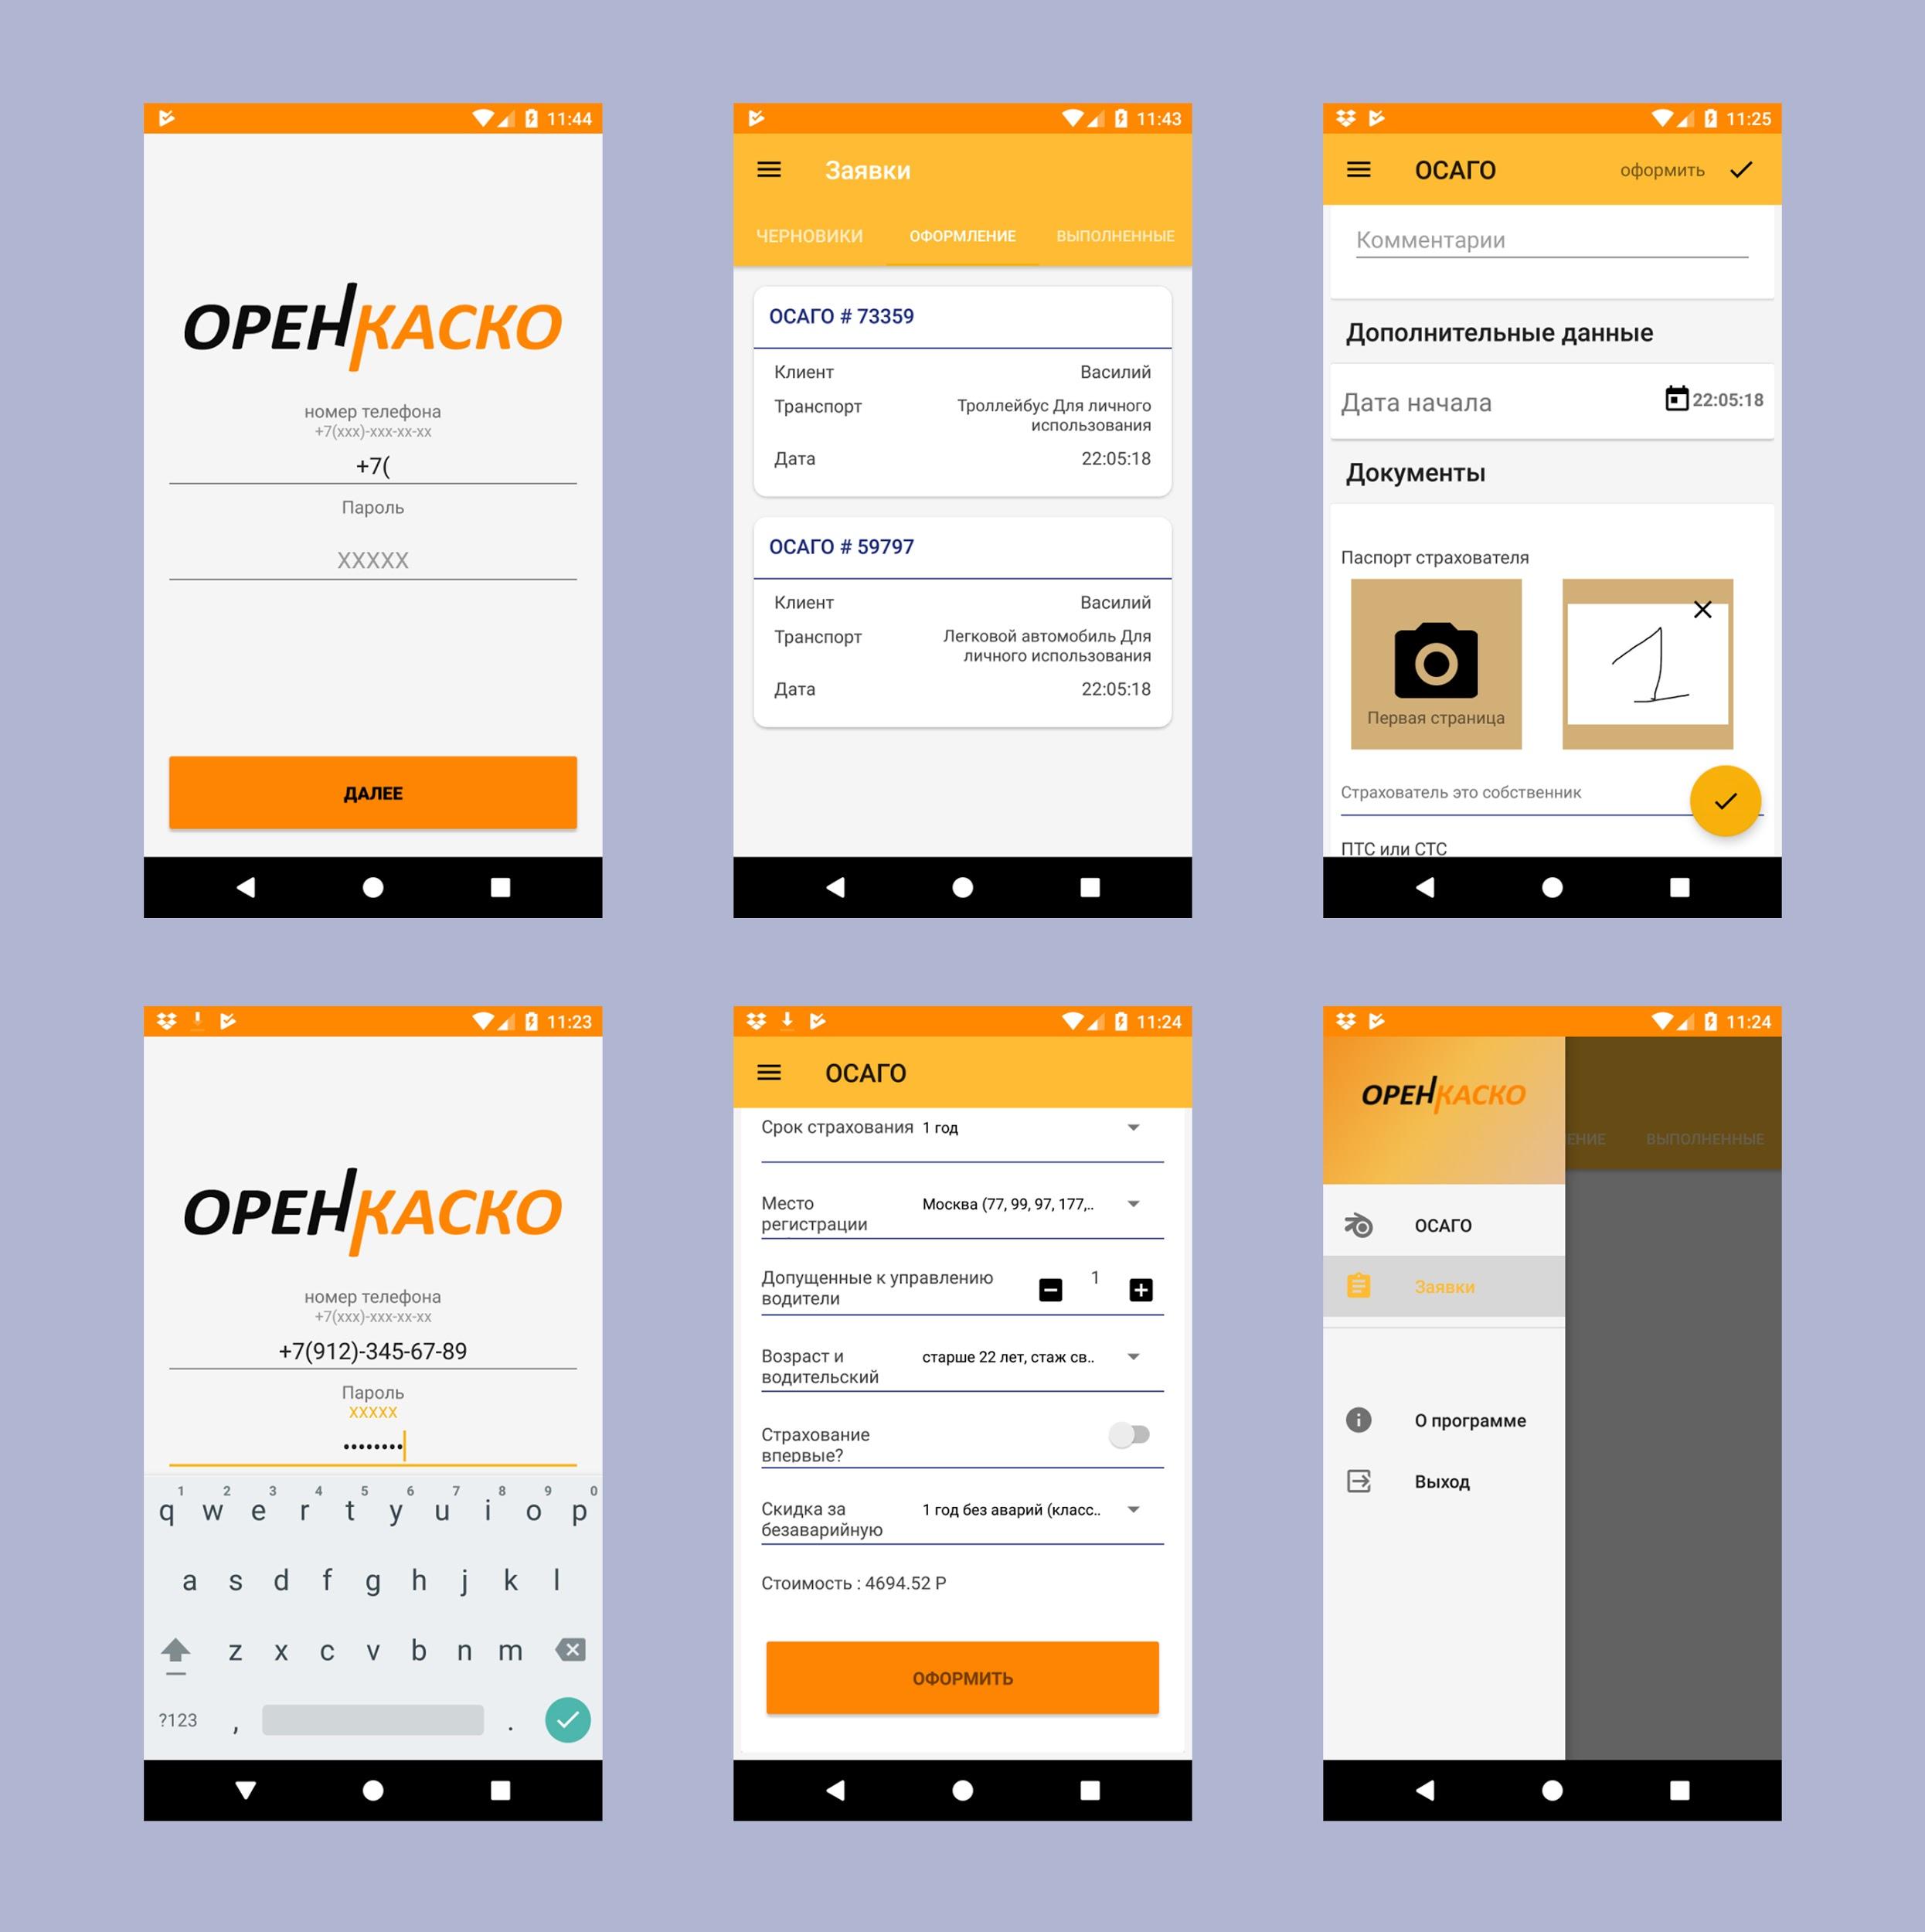 11:44
ОРЕНКАСКО
номер телефона
+7(xxx)-xxx-xx-xx
+7(
Пароль
XXXXX
ДАЛЕЕ
11:43
Заявки
ЧЕРНОВИКИ ОФОРМЛЕНИЕ ВЫПОЛНЕННЫЕ
ОСАГО # 73359
Клиент Василий
Транспорт Троллейбус Для личного
использования
Дата 22:05:18
ОСАГО # 59797
Клиент Василий
Транспорт Легковой автомобиль Для
личного использования
Дата 22:05:18
11:25
ОСАГО оформить
Комментарии
Дополнительные данные
Дата начала 22:05:18
Документы
Паспорт страхователя
1
Первая страница
Страхователь это собственник
ПТС или СТС
11:23
ОРЕНКАСКО
номер телефона
+7(xxx)-xxx-xx-xx
+7(912)-345-67-89
Пароль
XXXXX
••••••••
1 2 3 4 5 6 7 8 9 0
q w e r t y u i o p
a s d f g h j k l
z x c v b n m
?123 , .
11:24
ОСАГО
Срок страхования 1 год
Место
регистрации
Москва (77, 99, 97, 177,..
Допущенные к управлению
водители
1
Возраст и
водительский
старше 22 лет, стаж св..
Страхование
впервые?
Скидка за
безаварийную
1 год без аварий (класс..
Стоимость : 4694.52 Р
ОФОРМИТЬ
11:24
ОРЕНКАСКО
ЕНИЕ ВЫПОЛНЕННЫЕ
ОСАГО
Заявки
О программе
Выход